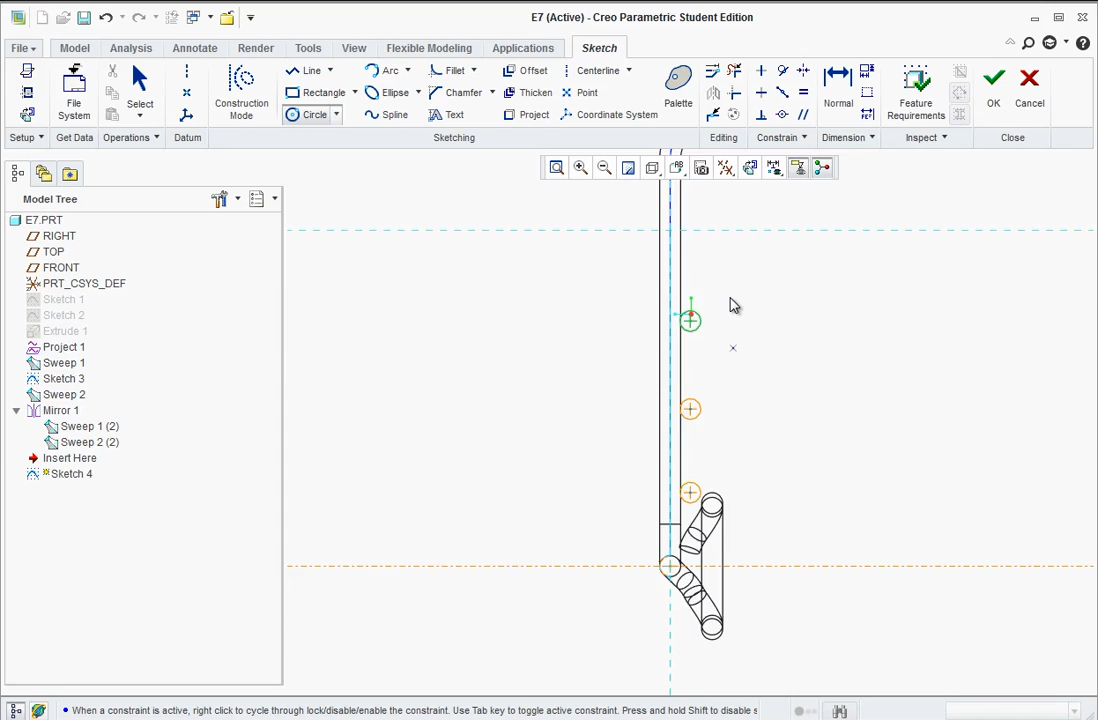 E7 (Active) - Creo Parametric Student Edition
File Model Analysis Annotate Render Tools View Flexible Modeling Applications Sketch
File System
Select
Construction Mode
Line Arc Fillet Offset Centerline
Rectangle Ellipse Chamfer Thicken Point
Circle Spline Text Project Coordinate System
Palette
Normal
Feature Requirements
OK
Cancel
Setup Get Data Operations Datum Sketching Editing Constrain Dimension Inspect Close
Model Tree
E7.PRT
RIGHT
TOP
FRONT
PRT_CSYS_DEF
Sketch 1
Sketch 2
Extrude 1
Project 1
Sweep 1
Sketch 3
Sweep 2
Mirror 1
Sweep 1 (2)
Sweep 2 (2)
Insert Here
Sketch 4
When a constraint is active, right click to cycle through lock/disable/enable the constraint. Use Tab key to toggle active constraint. Press and hold Shift to disable s